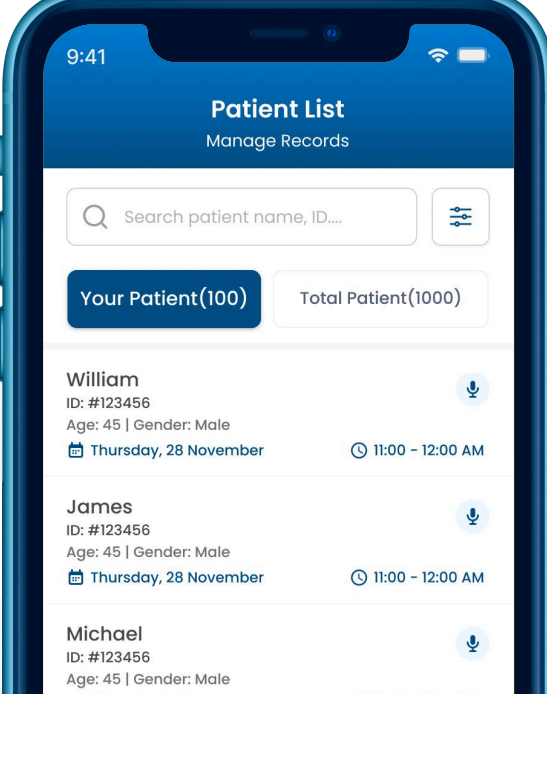 9:41
Patient List
Manage Records
Search patient name, ID....
Your Patient(100)
Total Patient(1000)
William
ID: #123456
Age: 45 | Gender: Male
Thursday, 28 November
11:00 - 12:00 AM
James
ID: #123456
Age: 45 | Gender: Male
Thursday, 28 November
11:00 - 12:00 AM
Michael
ID: #123456
Age: 45 | Gender: Male